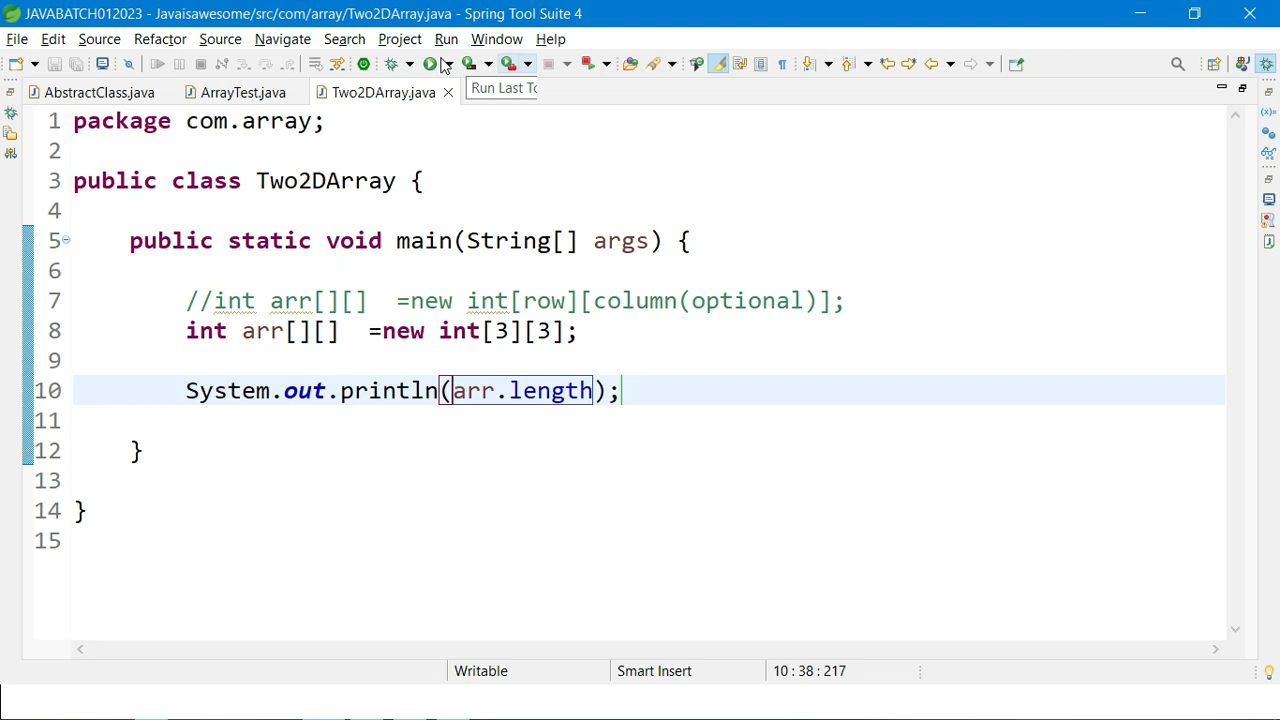 JAVABATCH012023 - Javaisawesome/src/com/array/Two2DArray.java - Spring Tool Suite 4
File Edit Source Refactor Source Navigate Search Project Run Window Help
Run Last To
AbstractClass.java ArrayTest.java Two2DArray.java
1 package com.array;
2
3 public class Two2DArray {
4
5 public static void main(String[] args) {
6
7 //int arr[][]  =new int[row][column(optional)];
8 int arr[][]  =new int[3][3];
9
10 System.out.println(arr.length);
11
12 }
13
14 }
15
Writable Smart Insert 10 : 38 : 217